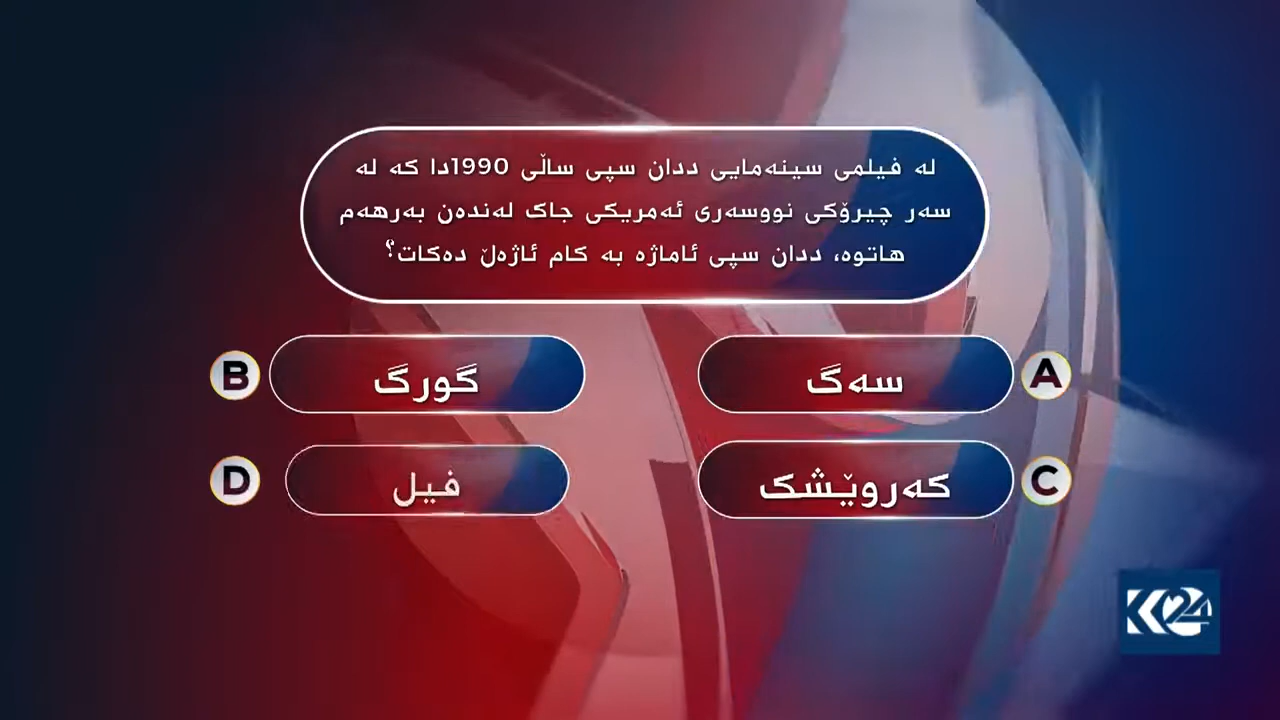 لە فیلمی سینەمایی ددان سپی ساڵی 1990دا کە لە
سەر چیرۆکی نووسەری ئەمریکی جاک لەندەن بەرهەم
هاتوە، ددان سپی ئاماژە بە کام ئاژەڵ دەکات؟
A سەگ
B گورگ
C کەروێشک
D فیل
K24